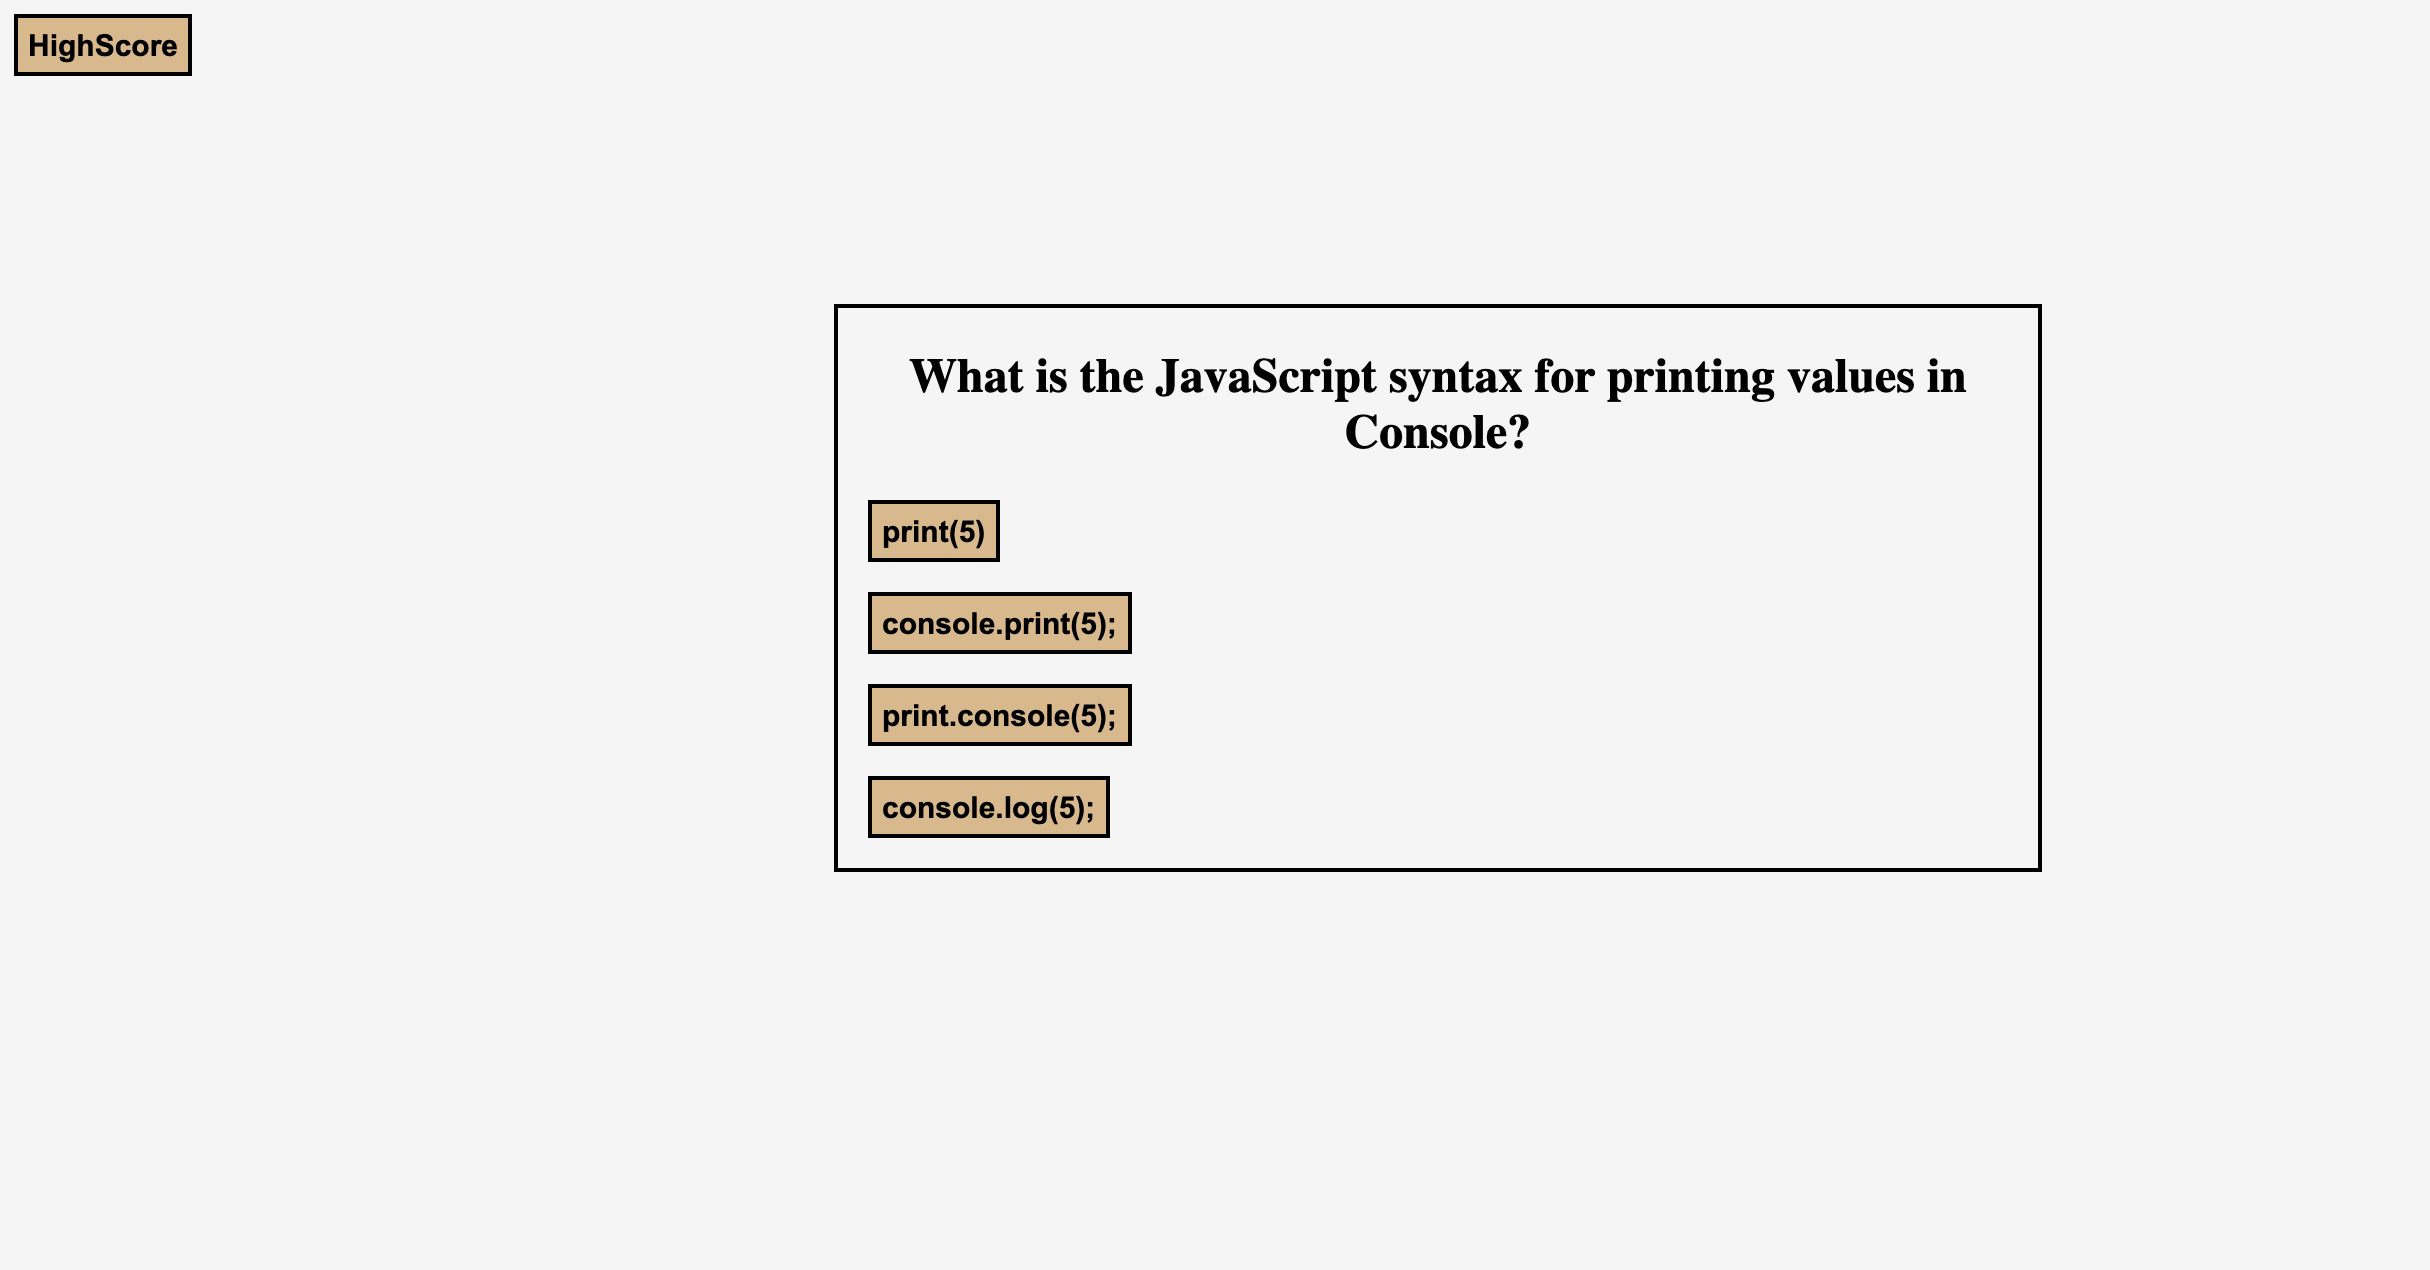 HighScore
What is the JavaScript syntax for printing values in
Console?
print(5)
console.print(5);
print.console(5);
console.log(5);